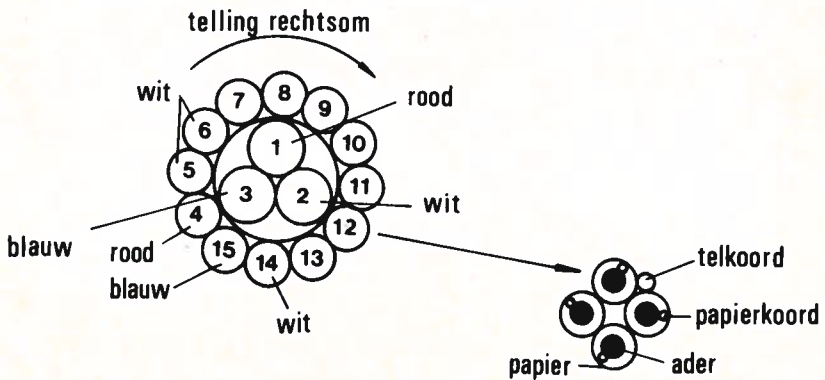 telling rechtsom
wit
7
8
9
rood
6
10
1
5
11
3
2
wit
4
12
blauw
rood
15
13
14
telkoord
blauw
wit
papierkoord
papier
ader